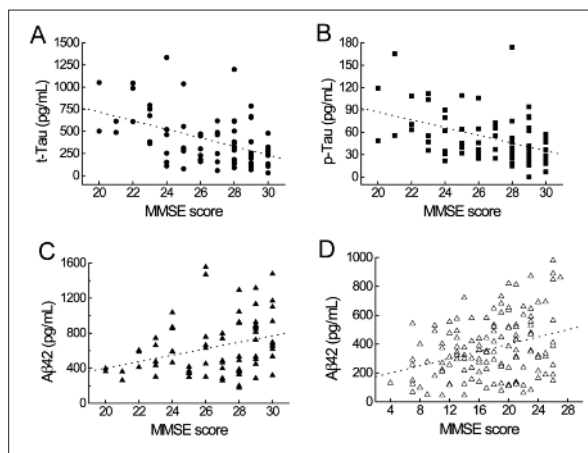 A
t-Tau (pg/mL)
1500
1250
1000
750
500
250
0
20 22 24 26 28 30
MMSE score
B
p-Tau (pg/mL)
180
150
120
90
60
30
0
20 22 24 26 28 30
MMSE score
C
Aβ42 (pg/mL)
1600
1200
800
400
0
20 22 24 26 28 30
MMSE score
D
Aβ42 (pg/mL)
1000
800
600
400
200
0
4 8 12 16 20 24 28
MMSE score